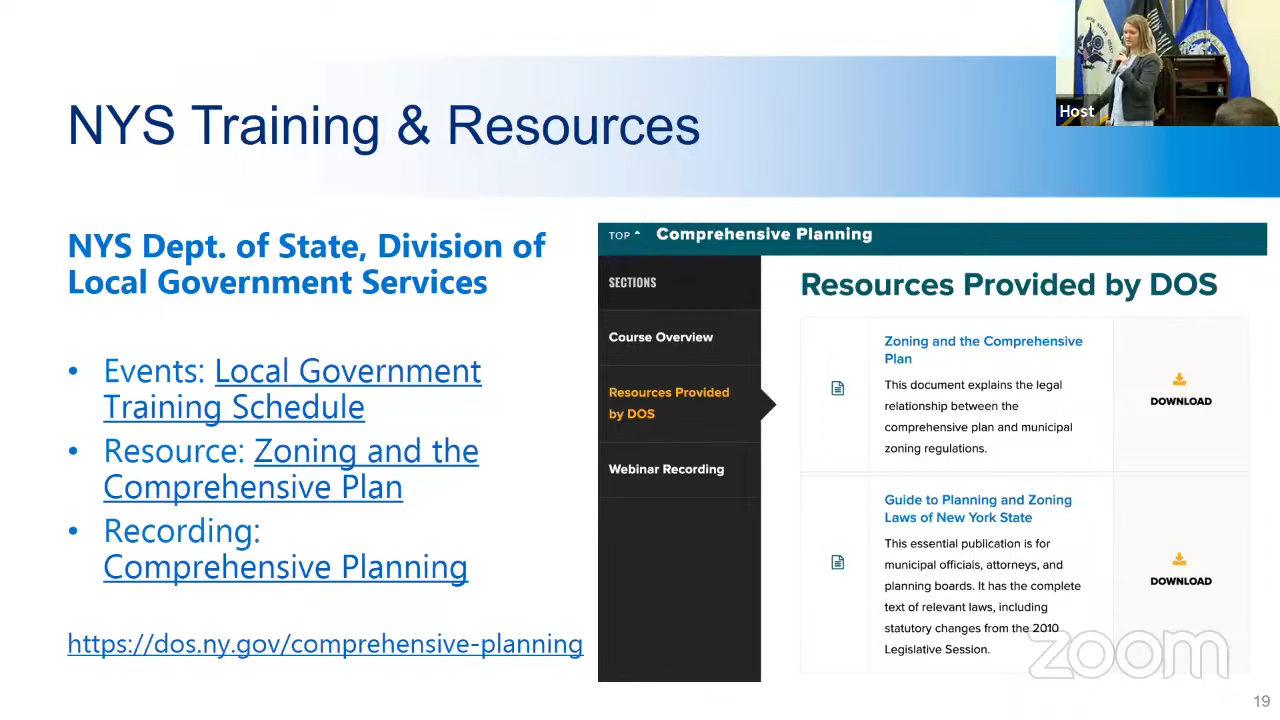 NYS Training & Resources
Host
NYS Dept. of State, Division of
Local Government Services
• Events: Local Government
Training Schedule
• Resource: Zoning and the
Comprehensive Plan
• Recording:
Comprehensive Planning
https://dos.ny.gov/comprehensive-planning
TOP Comprehensive Planning
SECTIONS
Course Overview
Resources Provided
by DOS
Webinar Recording
Resources Provided by DOS
Zoning and the Comprehensive
Plan
This document explains the legal
relationship between the
comprehensive plan and municipal
zoning regulations.
DOWNLOAD
Guide to Planning and Zoning
Laws of New York State
This essential publication is for
municipal officials, attorneys, and
planning boards. It has the complete
text of relevant laws, including
statutory changes from the 2010
Legislative Session.
DOWNLOAD
zoom
19